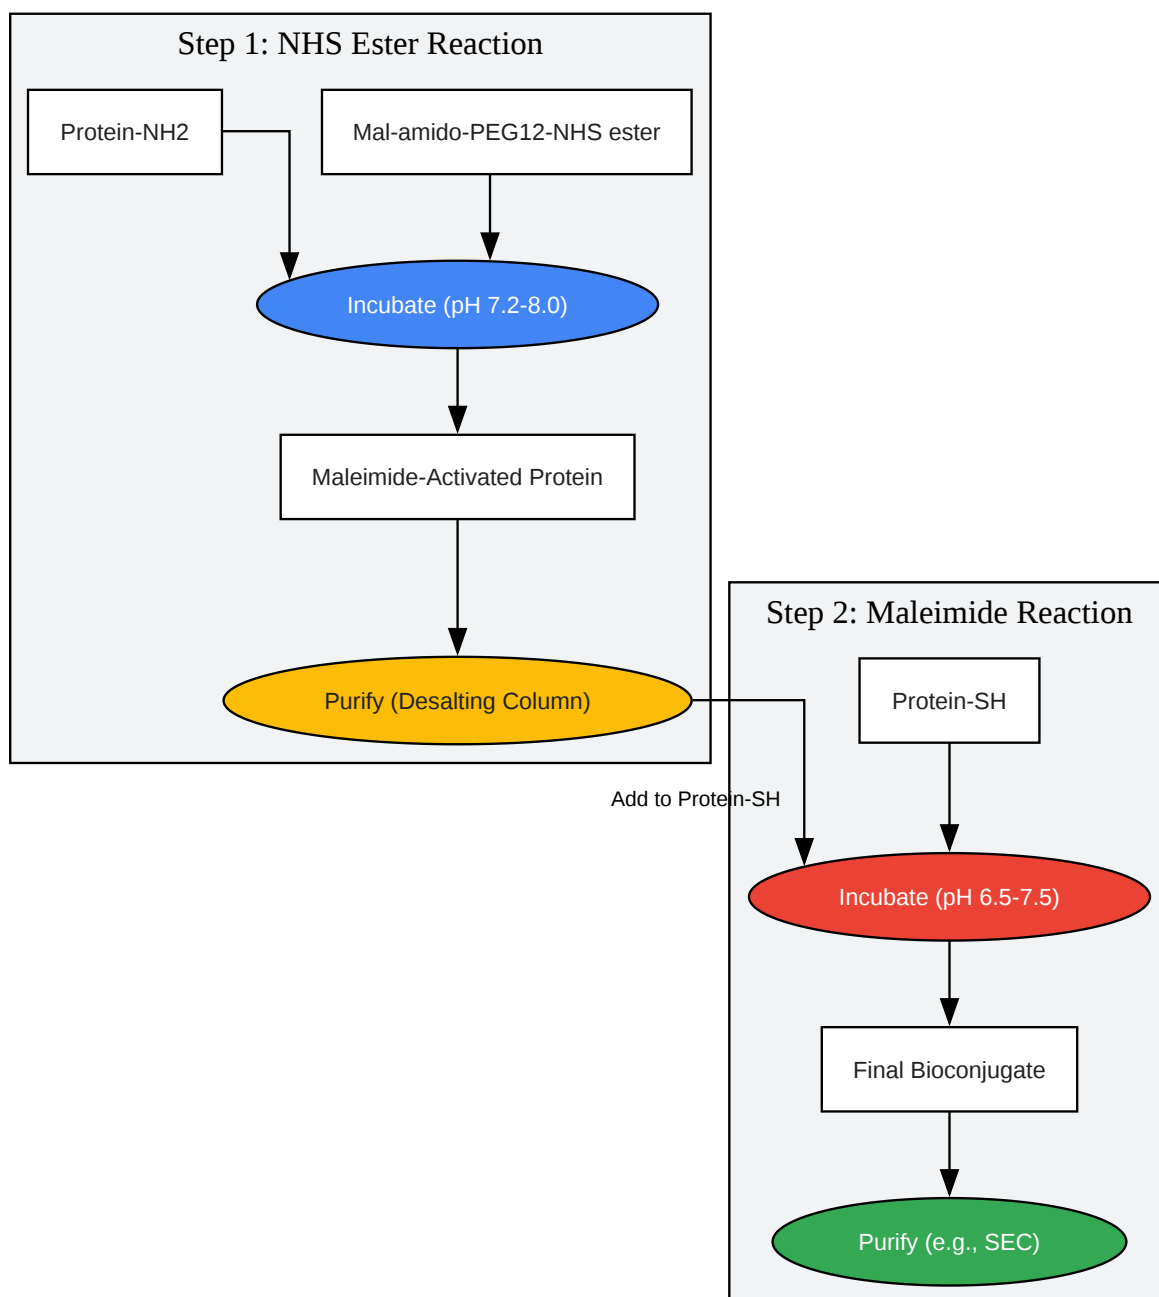 Step 1: NHS Ester Reaction
Protein-NH2
Mal-amido-PEG12-NHS ester
Incubate (pH 7.2-8.0)
Maleimide-Activated Protein
Purify (Desalting Column)
Add to Protein-SH
Step 2: Maleimide Reaction
Protein-SH
Incubate (pH 6.5-7.5)
Final Bioconjugate
Purify (e.g., SEC)